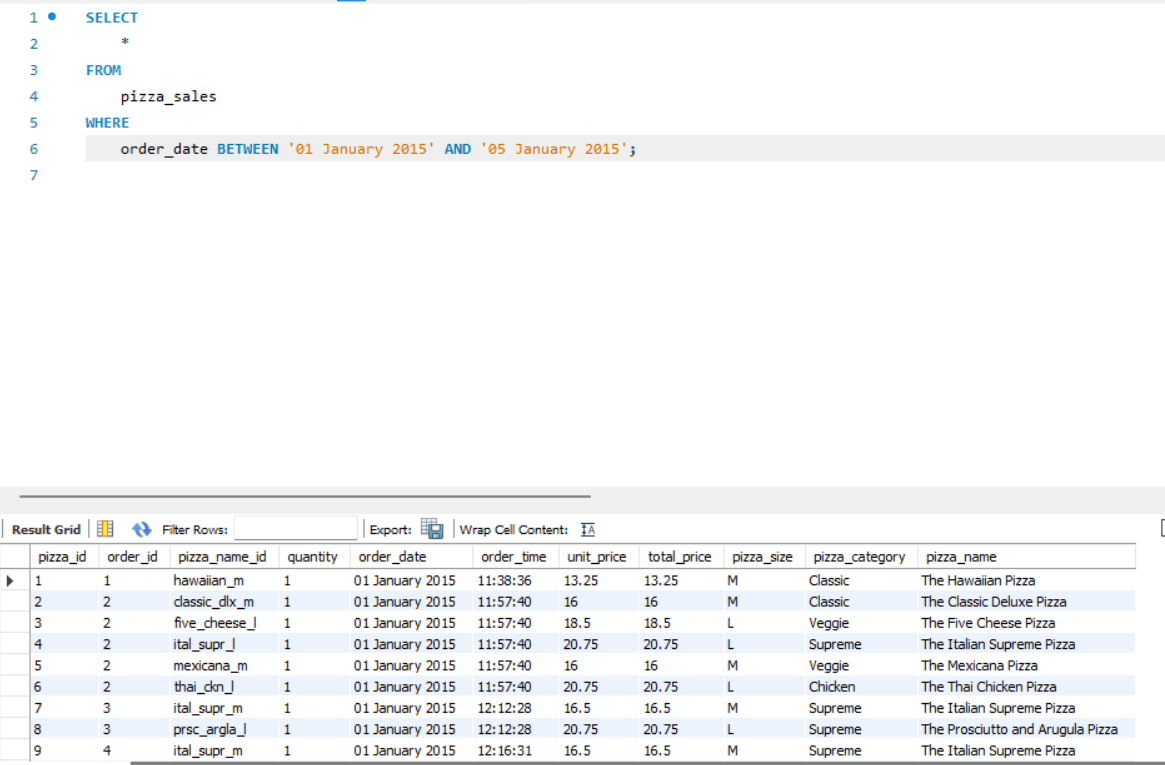 1 SELECT
2 *
3 FROM
4 pizza_sales
5 WHERE
6 order_date BETWEEN '01 January 2015' AND '05 January 2015';
7
Result Grid Filter Rows: Export: Wrap Cell Content: IA
pizza_id order_id pizza_name_id quantity order_date order_time unit_price total_price pizza_size pizza_category pizza_name
1 1 hawaiian_m 1 01 January 2015 11:38:36 13.25 13.25 M Classic The Hawaiian Pizza
2 2 classic_dlx_m 1 01 January 2015 11:57:40 16 16 M Classic The Classic Deluxe Pizza
3 2 five_cheese_l 1 01 January 2015 11:57:40 18.5 18.5 L Veggie The Five Cheese Pizza
4 2 ital_supr_l 1 01 January 2015 11:57:40 20.75 20.75 L Supreme The Italian Supreme Pizza
5 2 mexicana_m 1 01 January 2015 11:57:40 16 16 M Veggie The Mexicana Pizza
6 2 thai_ckn_l 1 01 January 2015 11:57:40 20.75 20.75 L Chicken The Thai Chicken Pizza
7 3 ital_supr_m 1 01 January 2015 12:12:28 16.5 16.5 M Supreme The Italian Supreme Pizza
8 3 prsc_argla_l 1 01 January 2015 12:12:28 20.75 20.75 L Supreme The Prosciutto and Arugula Pizza
9 4 ital_supr_m 1 01 January 2015 12:16:31 16.5 16.5 M Supreme The Italian Supreme Pizza